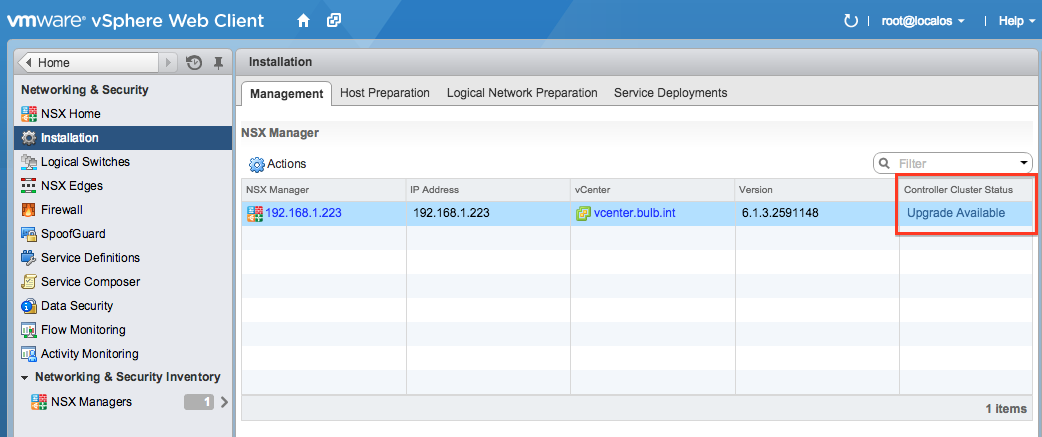 vmware® vSphere Web Client
root@localos
Help
Home
Networking & Security
NSX Home
Installation
Logical Switches
NSX Edges
Firewall
SpoofGuard
Service Definitions
Service Composer
Data Security
Flow Monitoring
Activity Monitoring
Networking & Security Inventory
NSX Managers 1
Installation
Management Host Preparation Logical Network Preparation Service Deployments
NSX Manager
Actions
Filter
NSX Manager IP Address vCenter Version Controller Cluster Status
192.168.1.223 192.168.1.223 vcenter.bulb.int 6.1.3.2591148 Upgrade Available
1 items